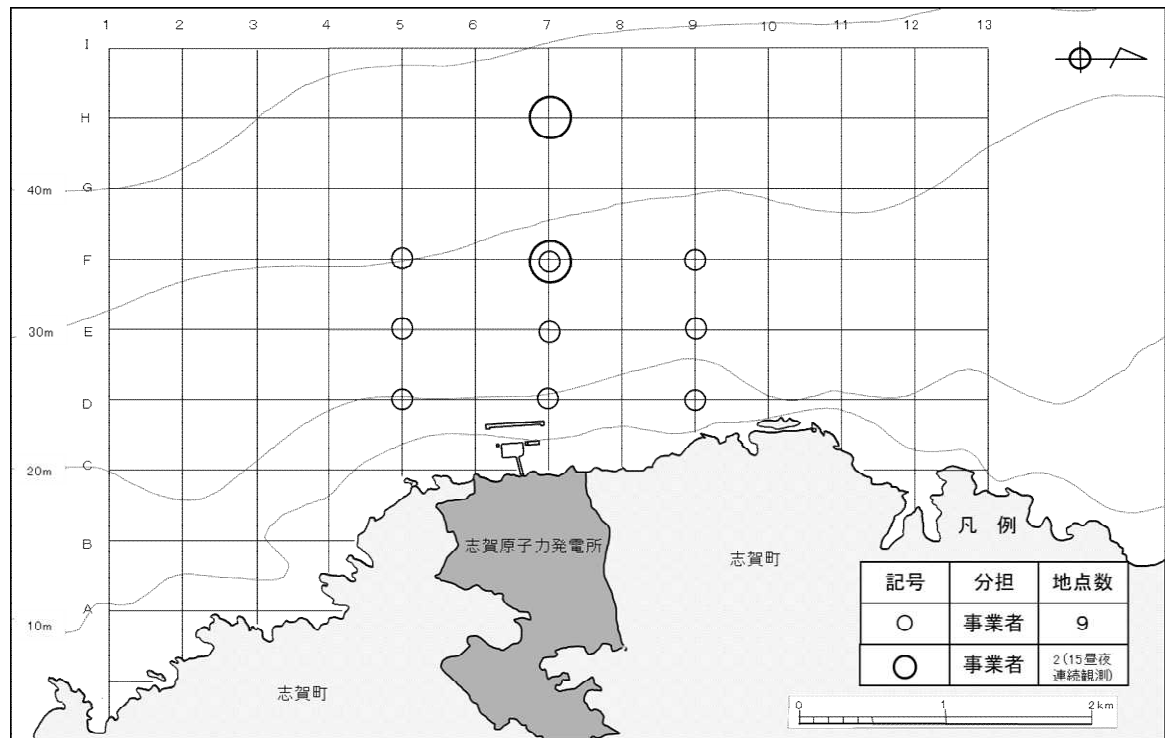 1 2 3 4 5 6 7 8 9 10 11 12 13
I
H
G
40m
F
E
30m
D
C
20m
B
A
10m
志賀原子力発電所
志賀町
志賀町
凡 例
記号 分担 地点数
○ 事業者 9
○ 事業者 2(15昼夜
連続観測)
0 1 2km